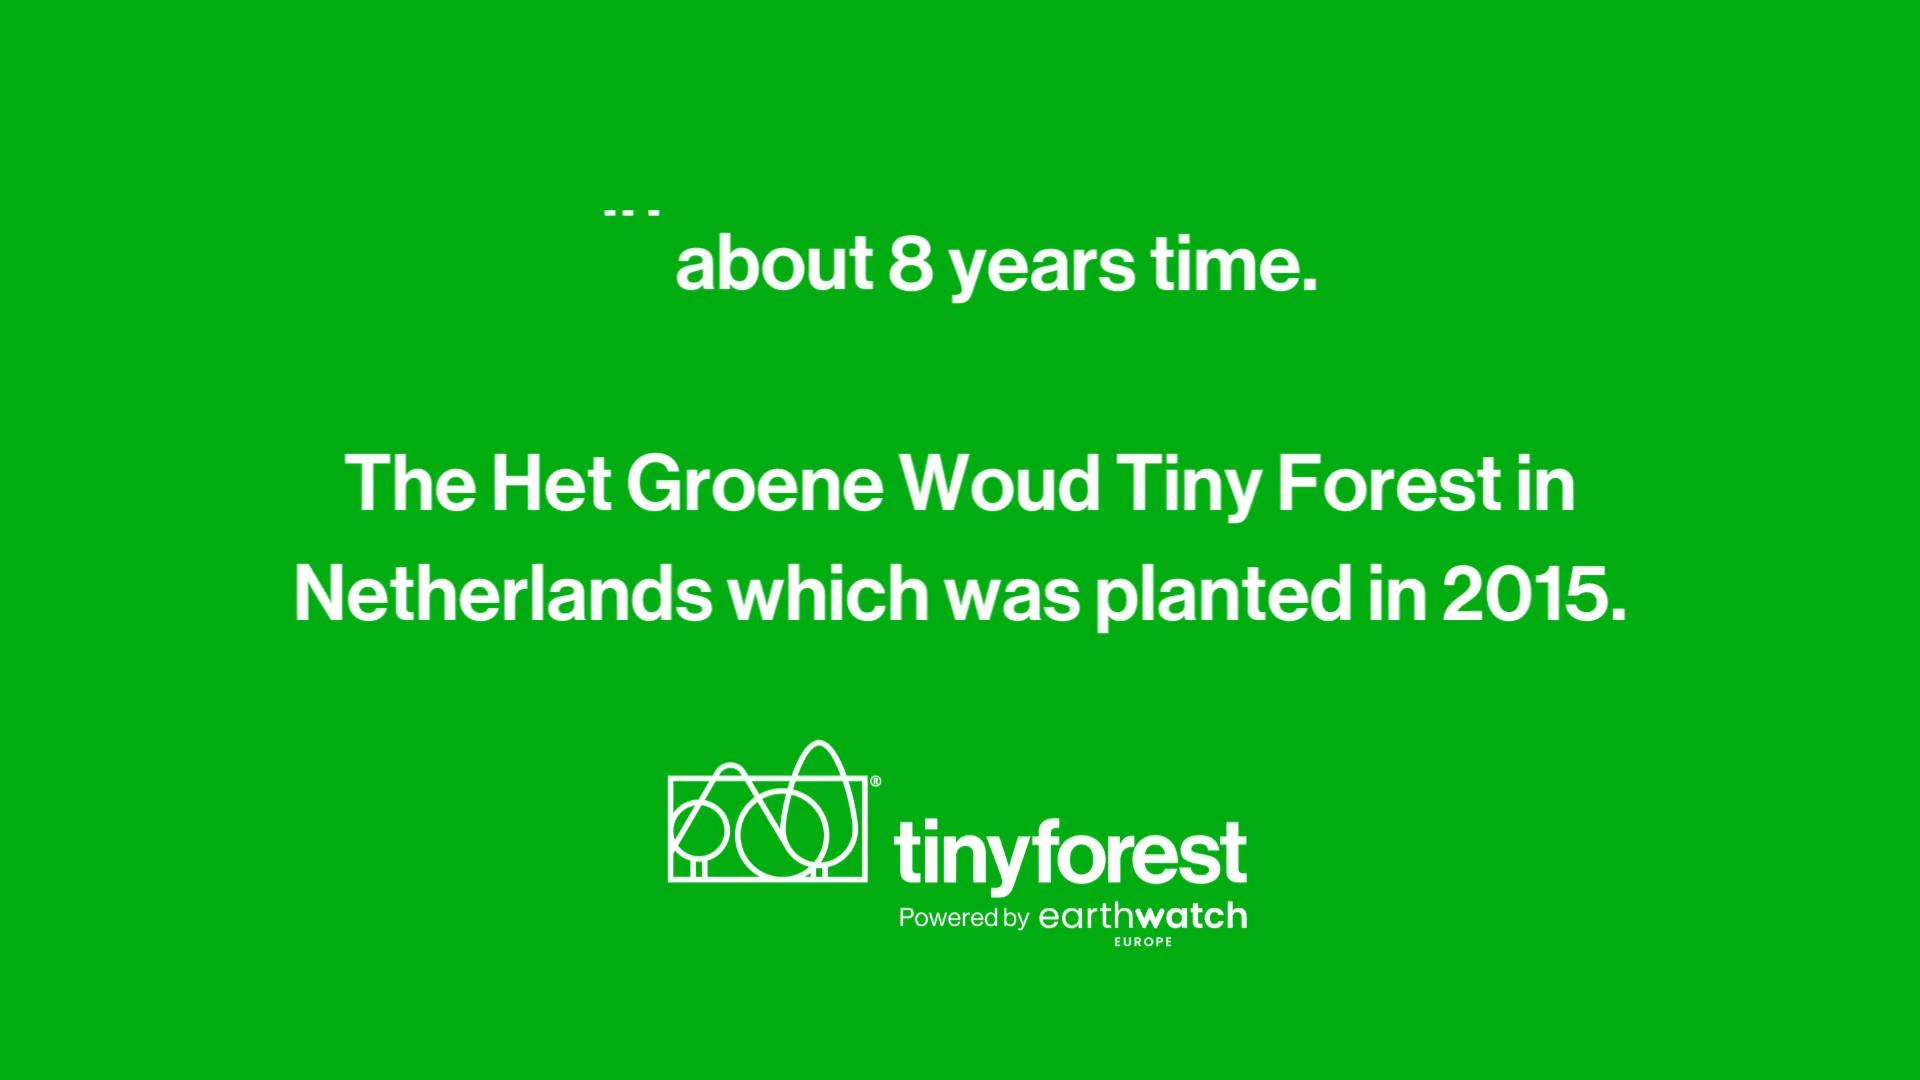 about 8 years time.
The Het Groene Woud Tiny Forest in
Netherlands which was planted in 2015.
®
tinyforest
Powered by earthwatch
EUROPE